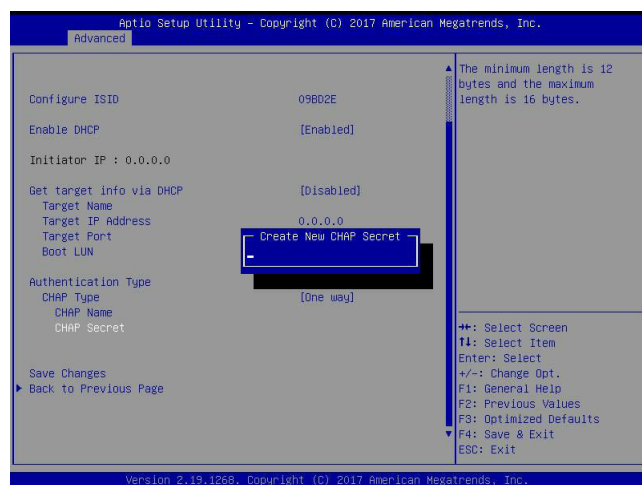 Aptio Setup Utility - Copyright (C) 2017 American Megatrends, Inc.
Advanced
Configure ISID 09BD2E
Enable DHCP [Enabled]
Initiator IP : 0.0.0.0
Get target info via DHCP [Disabled]
Target Name
Target IP Address 0.0.0.0
Target Port
Boot LUN
Create New CHAP Secret
Authentication Type
CHAP Type [One way]
CHAP Name
CHAP Secret
Save Changes
Back to Previous Page
The minimum length is 12
bytes and the maximum
length is 16 bytes.
→←: Select Screen
↑↓: Select Item
Enter: Select
+/-: Change Opt.
F1: General Help
F2: Previous Values
F3: Optimized Defaults
F4: Save & Exit
ESC: Exit
Version 2.19.1268. Copyright (C) 2017 American Megatrends, Inc.